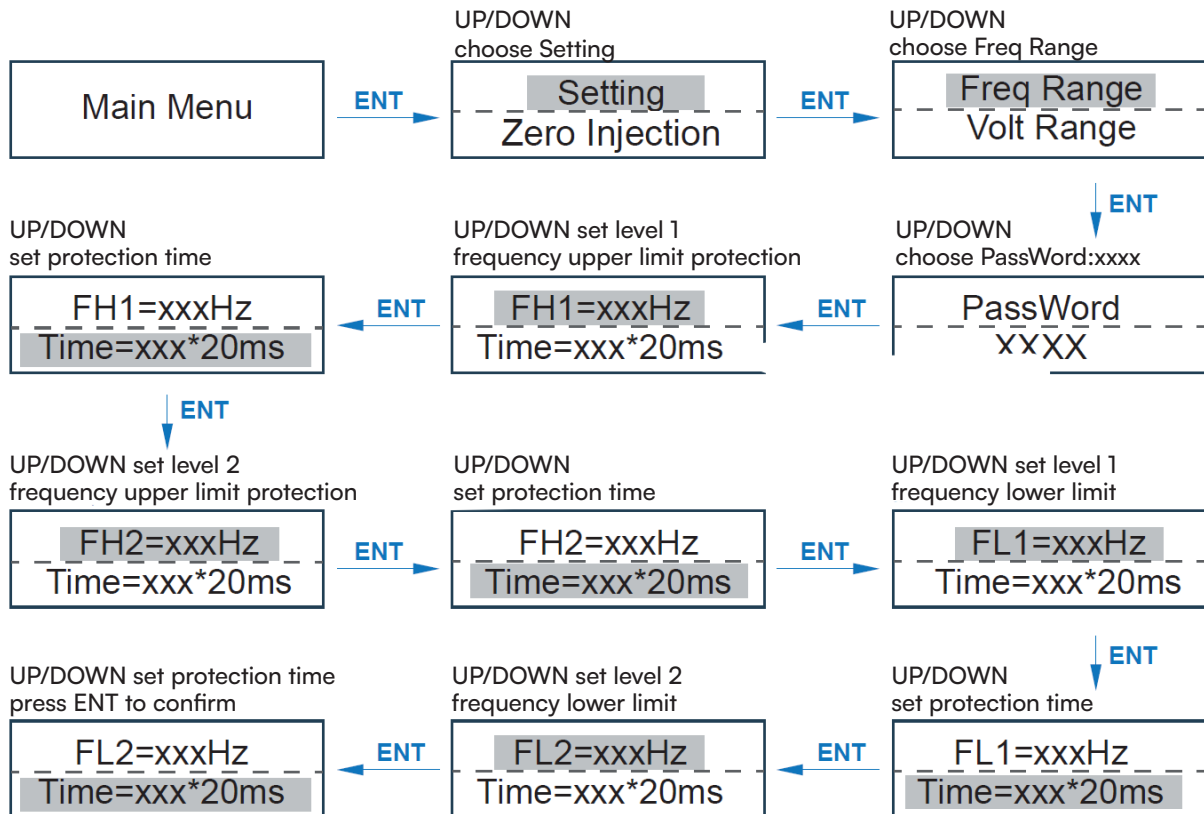 UP/DOWN
choose Setting
UP/DOWN
choose Freq Range
Main Menu
ENT
Setting
Zero Injection
ENT
Freq Range
Volt Range
ENT
UP/DOWN
choose PassWord:xxxx
PassWord
XXXX
ENT
UP/DOWN set level 1
frequency upper limit protection
FH1=xxxHz
Time=xxx*20ms
ENT
UP/DOWN
set protection time
FH1=xxxHz
Time=xxx*20ms
ENT
UP/DOWN set level 2
frequency upper limit protection
FH2=xxxHz
Time=xxx*20ms
ENT
UP/DOWN
set protection time
FH2=xxxHz
Time=xxx*20ms
ENT
UP/DOWN set level 1
frequency lower limit
FL1=xxxHz
Time=xxx*20ms
ENT
UP/DOWN
set protection time
FL1=xxxHz
Time=xxx*20ms
ENT
UP/DOWN set level 2
frequency lower limit
FL2=xxxHz
Time=xxx*20ms
ENT
UP/DOWN set protection time
press ENT to confirm
FL2=xxxHz
Time=xxx*20ms